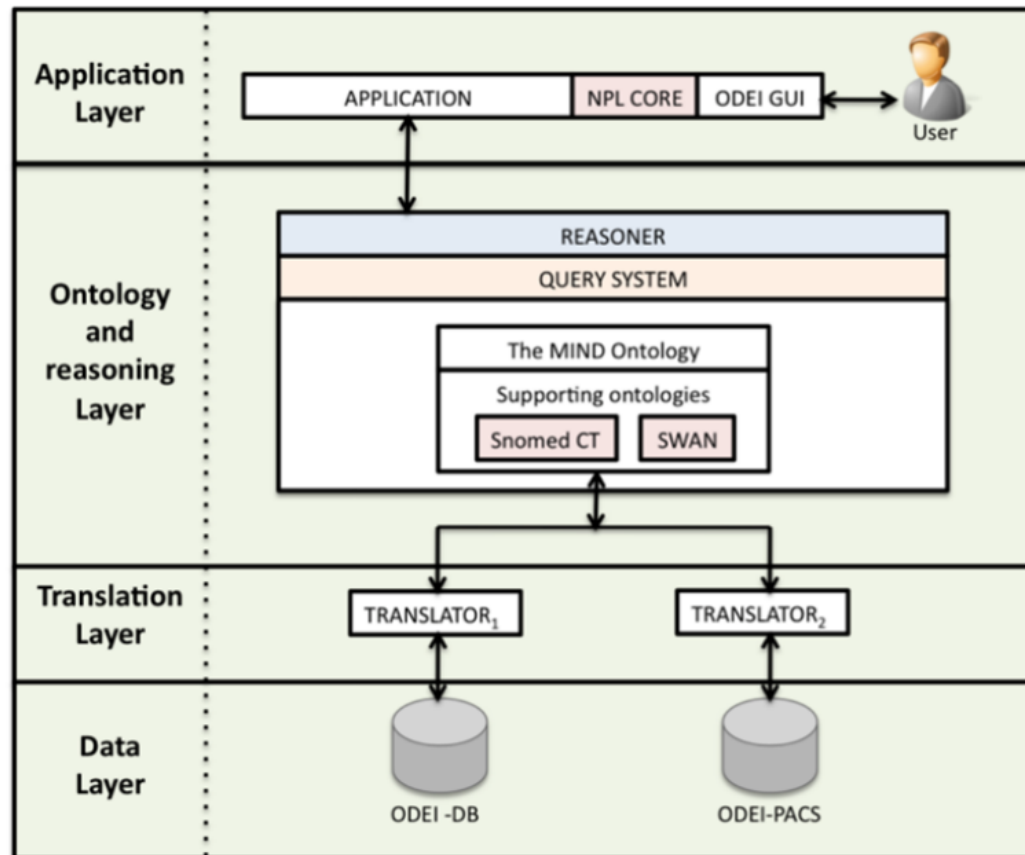 Application
Layer
APPLICATION
NPL CORE
ODEI GUI
User
Ontology
and
reasoning
Layer
REASONER
QUERY SYSTEM
The MIND Ontology
Supporting ontologies
Snomed CT
SWAN
Translation
Layer
TRANSLATOR₁
TRANSLATOR₂
Data
Layer
ODEI -DB
ODEI-PACS